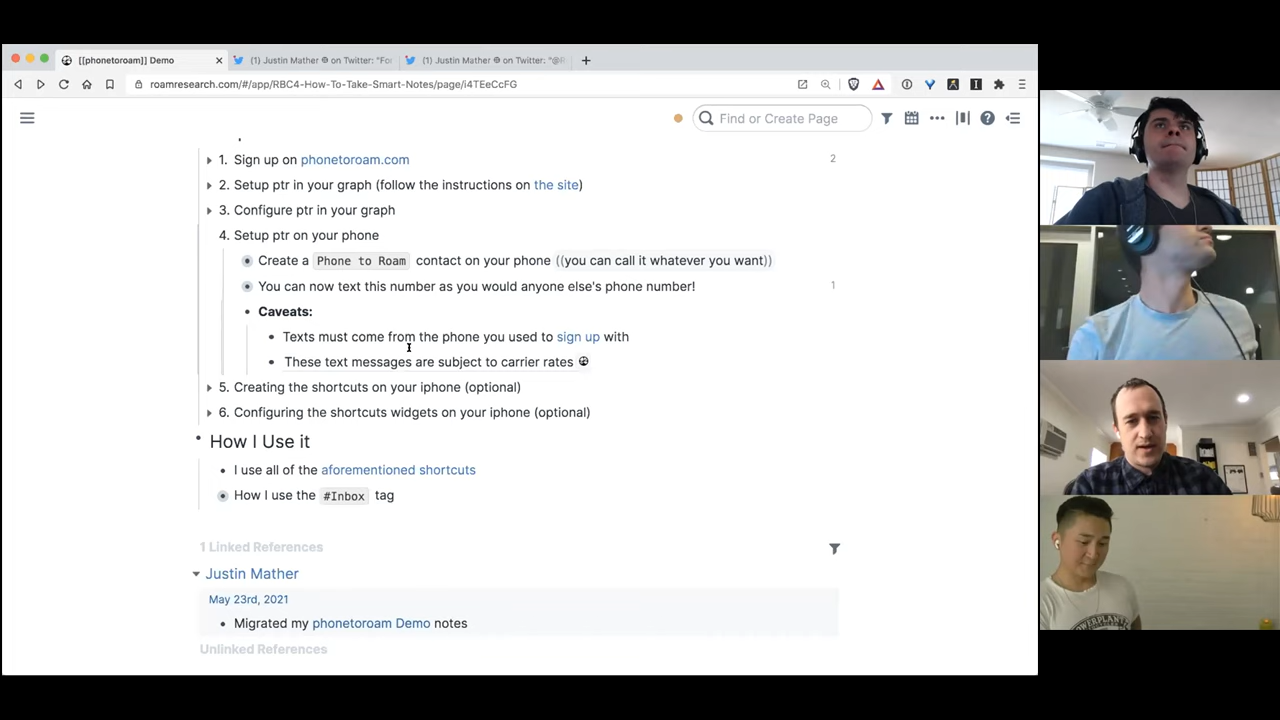 [[phonetoroam]] Demo
(1) Justin Mather
on Twitter: "For
(1) Justin Mather
on Twitter: "@R
roamresearch.com/#/app/RBC4-How-To-Take-Smart-Notes/page/i4TEeCcFG
Find or Create Page
1. Sign up on phonetoroam.com
2
2. Setup ptr in your graph (follow the instructions on the site)
3. Configure ptr in your graph
4. Setup ptr on your phone
Create a Phone to Roam contact on your phone ((you can call it whatever you want))
You can now text this number as you would anyone else's phone number!
1
Caveats:
Texts must come from the phone you used to sign up with
These text messages are subject to carrier rates
5. Creating the shortcuts on your iphone (optional)
6. Configuring the shortcuts widgets on your iphone (optional)
How I Use it
I use all of the aforementioned shortcuts
How I use the #Inbox tag
1 Linked References
Justin Mather
May 23rd, 2021
Migrated my phonetoroam Demo notes
Unlinked References